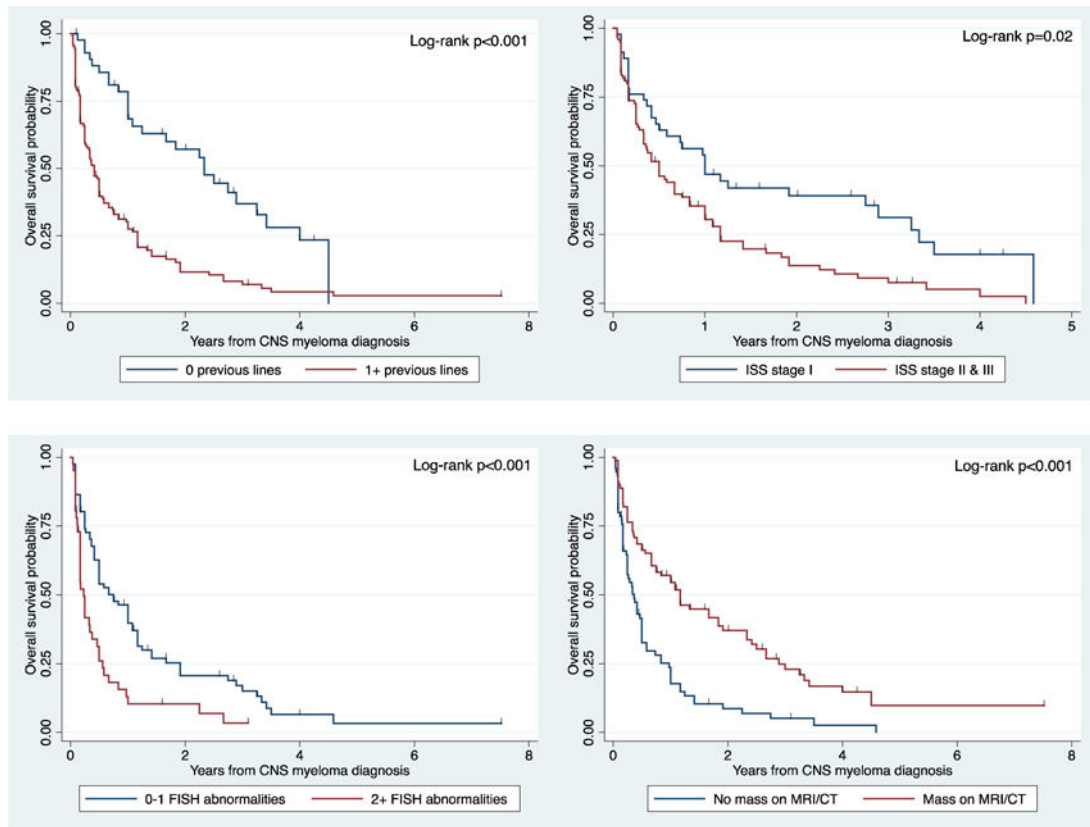 Log-rank p<0.001
Overall survival probability
1.00
0.75
0.50
0.25
0.00
0 2 4 6 8
Years from CNS myeloma diagnosis
0 previous lines 1+ previous lines
Log-rank p=0.02
Overall survival probability
1.00
0.75
0.50
0.25
0.00
0 1 2 3 4 5
Years from CNS myeloma diagnosis
ISS stage I ISS stage II & III
Log-rank p<0.001
Overall survival probability
1.00
0.75
0.50
0.25
0.00
0 2 4 6 8
Years from CNS myeloma diagnosis
0-1 FISH abnormalities 2+ FISH abnormalities
Log-rank p<0.001
Overall survival probability
1.00
0.75
0.50
0.25
0.00
0 2 4 6 8
Years from CNS myeloma diagnosis
No mass on MRI/CT Mass on MRI/CT